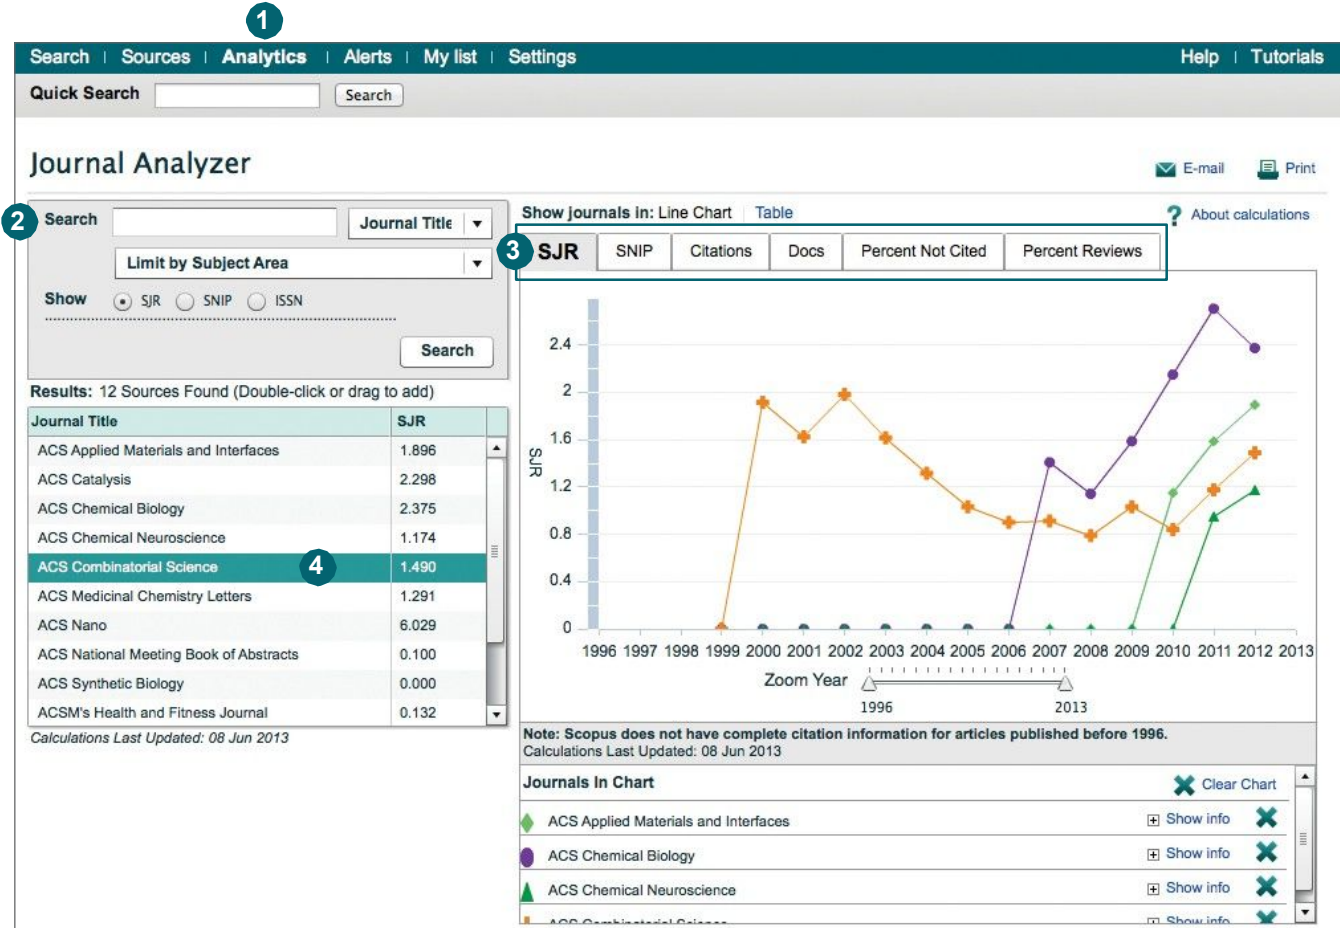 1
Search Sources Analytics Alerts My list Settings Help Tutorials
Quick Search Search
Journal Analyzer
E-mail Print
2 Search Journal Title
Limit by Subject Area
Show SJR SNIP ISSN
Search
Results: 12 Sources Found (Double-click or drag to add)
Journal Title SJR
ACS Applied Materials and Interfaces 1.896
ACS Catalysis 2.298
ACS Chemical Biology 2.375
ACS Chemical Neuroscience 1.174
ACS Combinatorial Science 4 1.490
ACS Medicinal Chemistry Letters 1.291
ACS Nano 6.029
ACS National Meeting Book of Abstracts 0.100
ACS Synthetic Biology 0.000
ACSM's Health and Fitness Journal 0.132
Calculations Last Updated: 08 Jun 2013
Show journals in: Line Chart Table
? About calculations
3 SJR SNIP Citations Docs Percent Not Cited Percent Reviews
2.4
2
1.6
SJR
1.2
0.8
0.4
0
1996 1997 1998 1999 2000 2001 2002 2003 2004 2005 2006 2007 2008 2009 2010 2011 2012 2013
Zoom Year
1996 2013
Note: Scopus does not have complete citation information for articles published before 1996.
Calculations Last Updated: 08 Jun 2013
Journals In Chart Clear Chart
ACS Applied Materials and Interfaces Show info
ACS Chemical Biology Show info
ACS Chemical Neuroscience Show info
ACS Combinatorial Science Show info